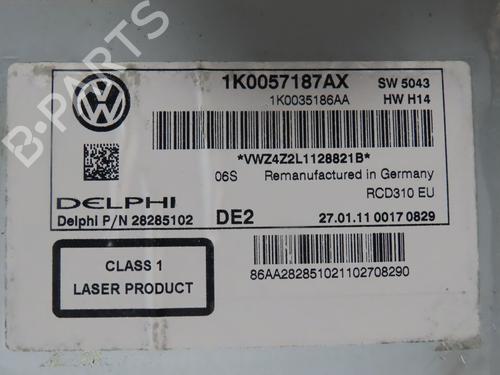 1K0057187AX SW 5043
1K0035186AA HW H14
*VWZ4Z2L1128821B*
06S Remanufactured in Germany
RCD310 EU
DELPHI
Delphi P/N 28285102 DE2 27.01.11 0017 0829
CLASS 1
LASER PRODUCT
86AA282851021102708290
B-PARTS